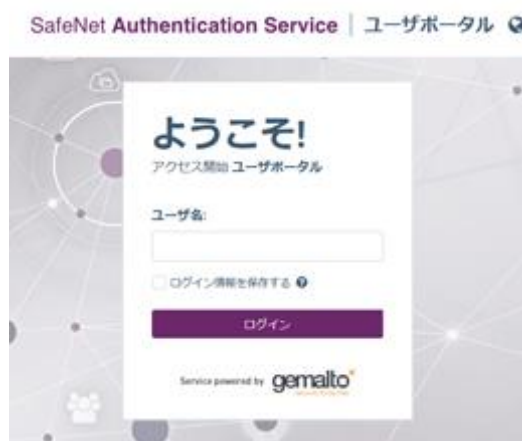 SafeNet Authentication Service | ユーザポータル
ようこそ!
アクセス開始 ユーザポータル
ユーザ名:
ログイン情報を保存する
ログイン
Service powered by gemalto